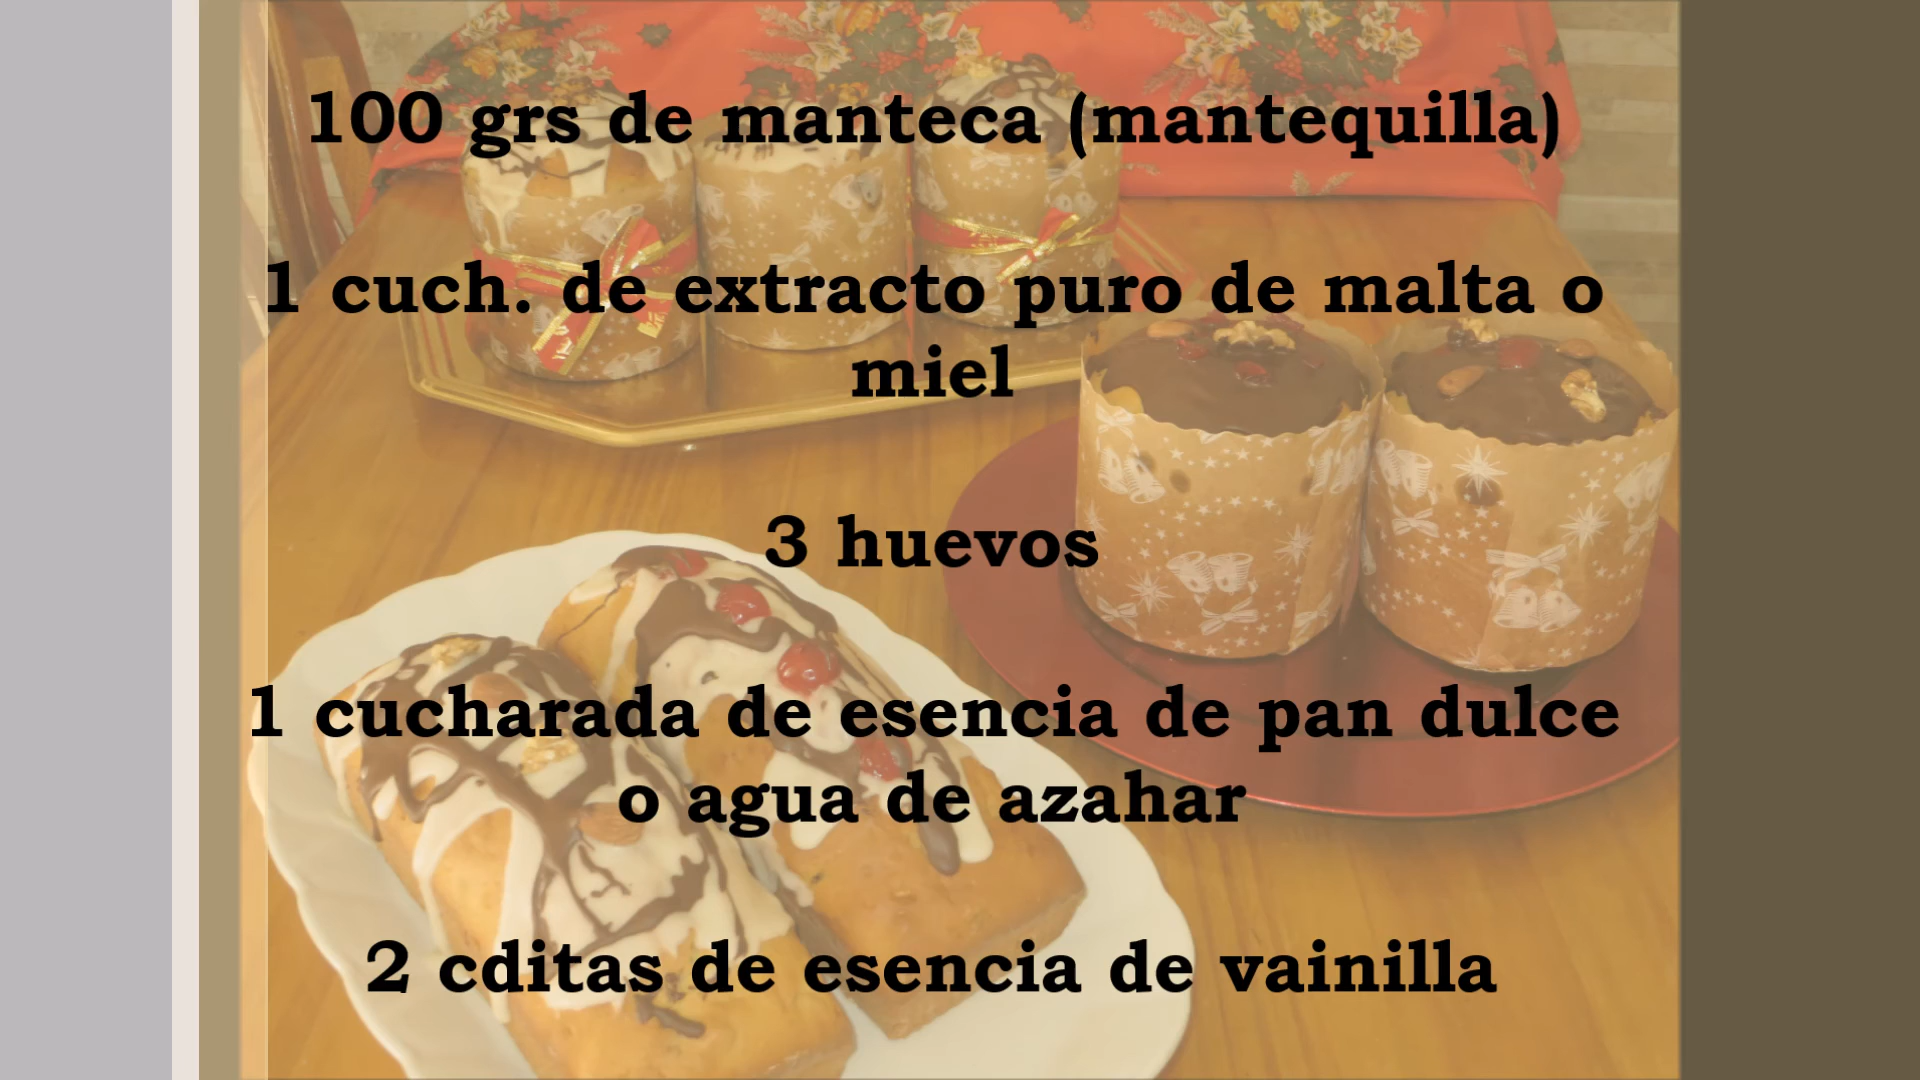 100 grs de manteca (mantequilla)
1 cuch. de extracto puro de malta o
miel
3 huevos
1 cucharada de esencia de pan dulce
o agua de azahar
2 cditas de esencia de vainilla